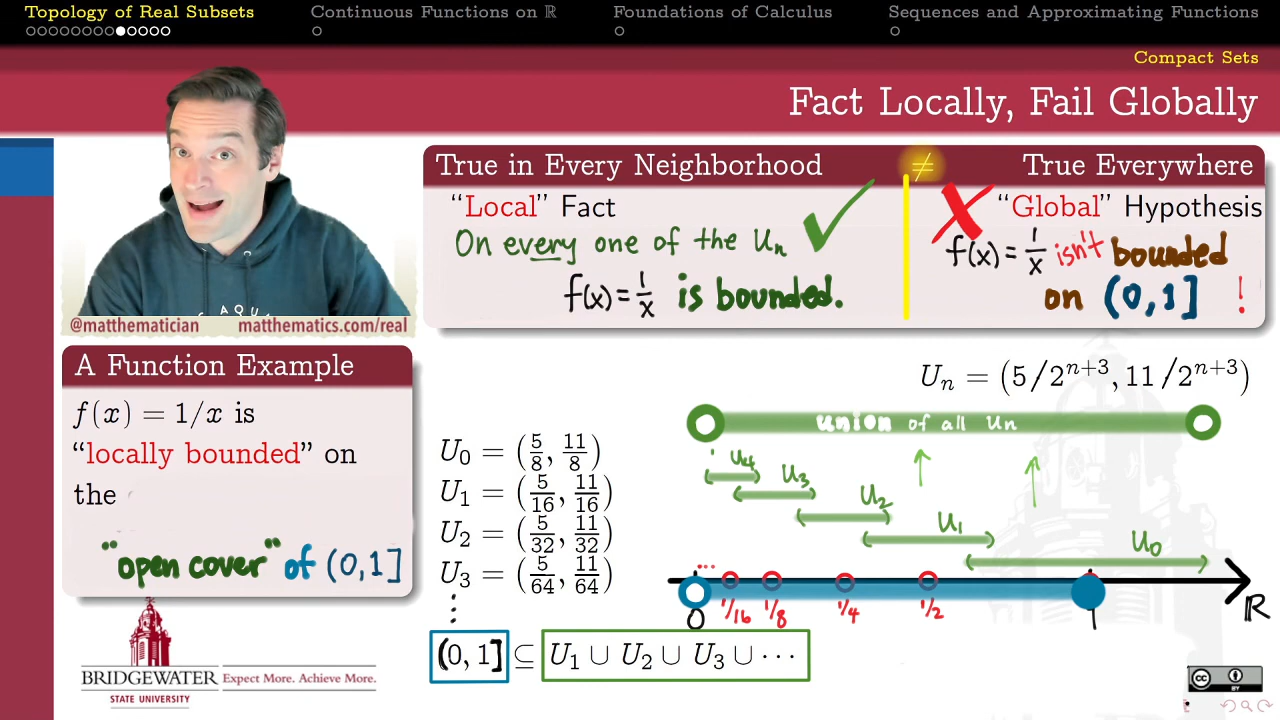 Topology of Real Subsets Continuous Functions on ℝ Foundations of Calculus Sequences and Approximating Functions
Compact Sets
Fact Locally, Fail Globally
True in Every Neighborhood ≠ True Everywhere
“Local” Fact
On every one of the Uₙ
f(x)=1/x is bounded.
“Global” Hypothesis
f(x)=1/x isn't bounded
on (0,1] !
@matthematician matthematics.com/real
A Function Example
f(x) = 1/x is
“locally bounded” on
the
"open cover" of (0,1]
U₀ = (5/8, 11/8)
U₁ = (5/16, 11/16)
U₂ = (5/32, 11/32)
U₃ = (5/64, 11/64)
⋮
(0, 1] ⊆ U₁ ∪ U₂ ∪ U₃ ∪ ⋯
Uₙ = (5/2ⁿ⁺³, 11/2ⁿ⁺³)
union of all Uₙ
U₄
U₃
U₂
U₁
U₀
...
0 1/16 1/8 1/4 1/2 1 ℝ
BRIDGEWATER
STATE UNIVERSITY
Expect More. Achieve More.
cc BY